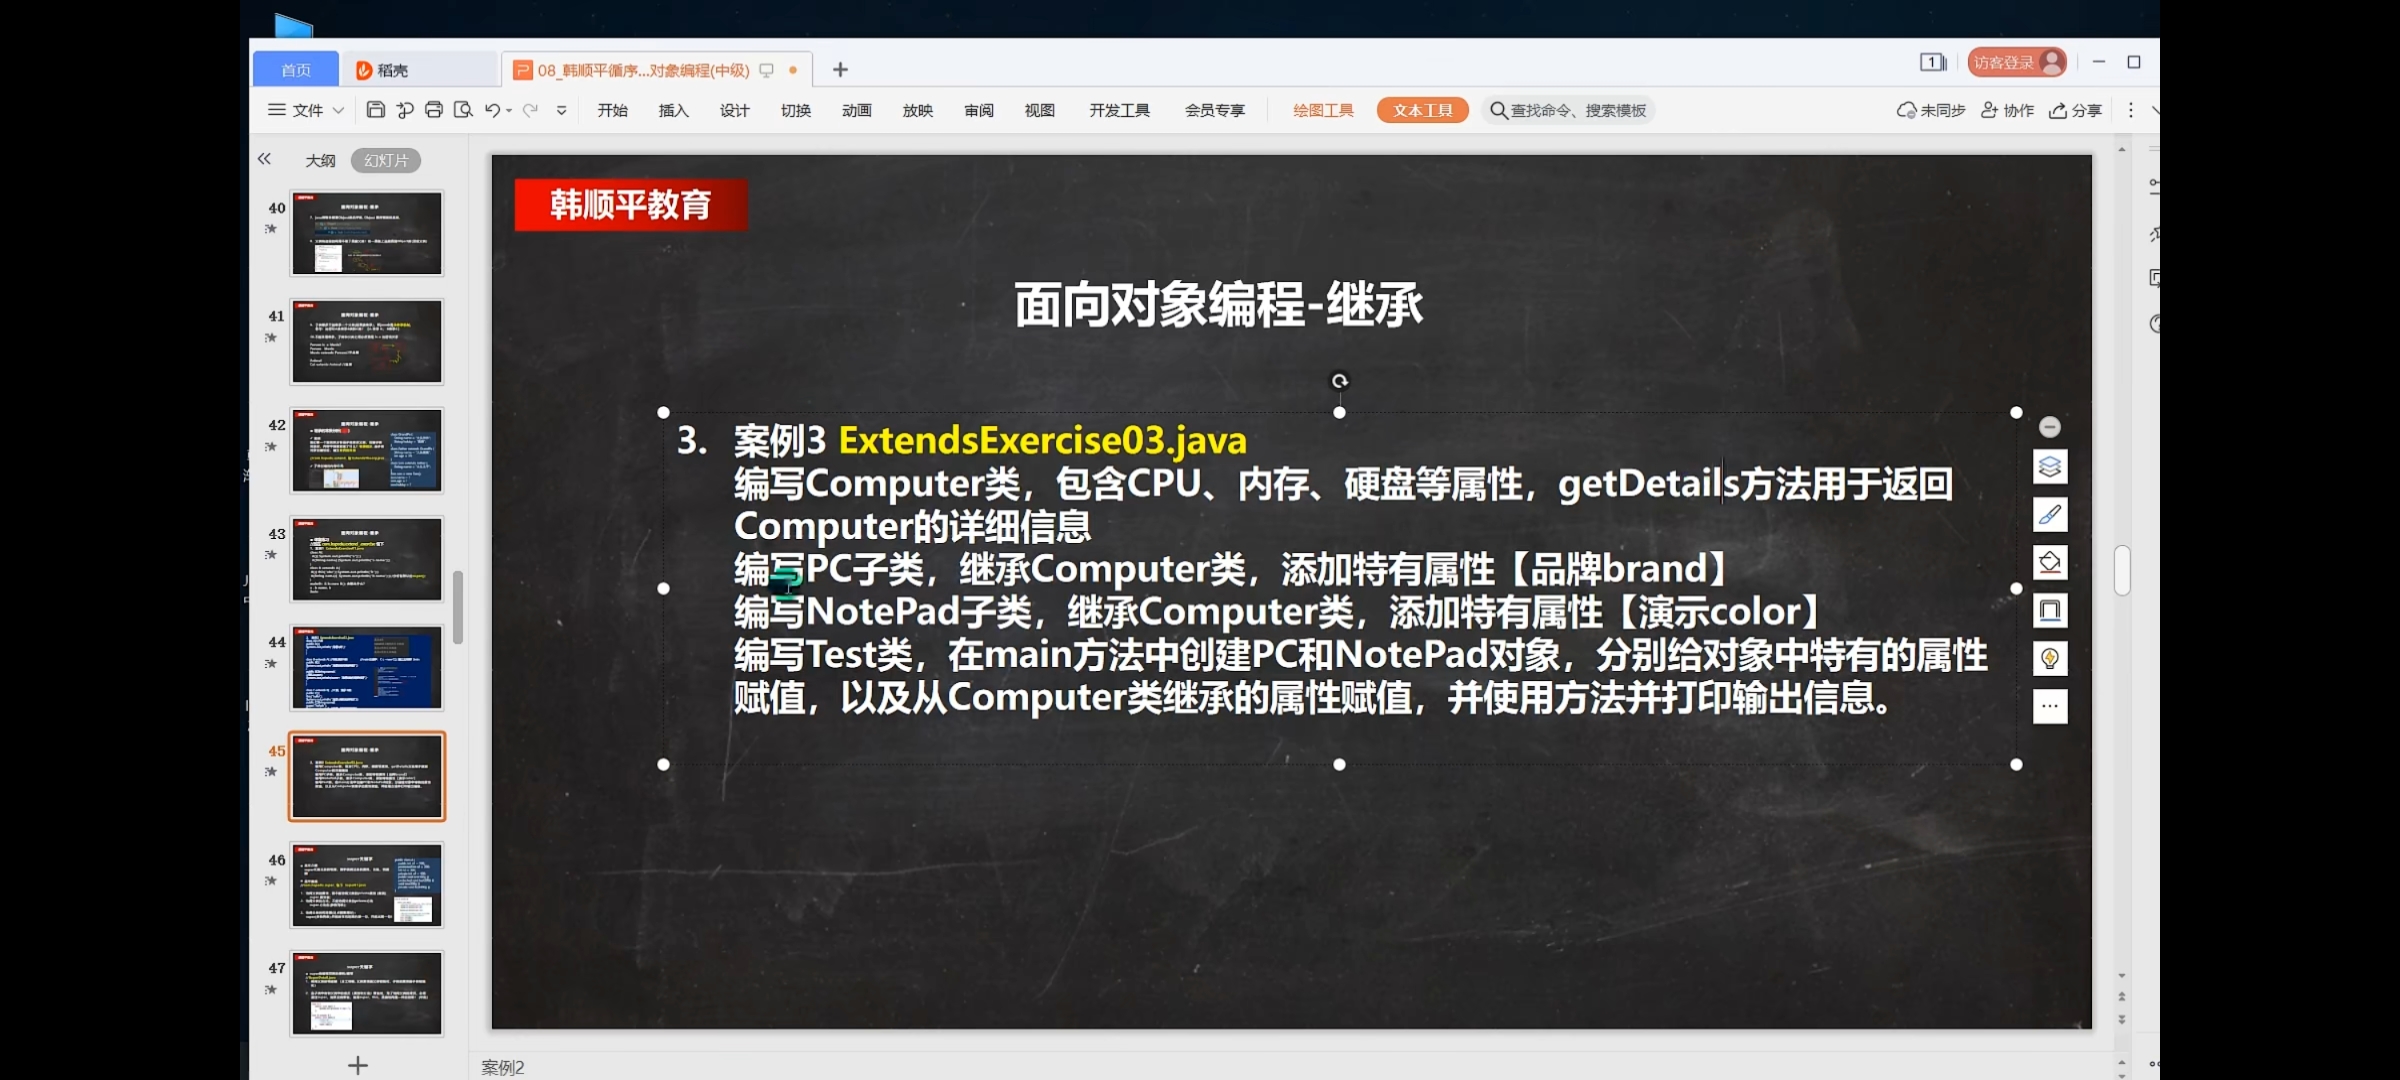 首页
稻壳
08_韩顺平循序...对象编程(中级)
1
访客登录
文件
开始
插入
设计
切换
动画
放映
审阅
视图
开发工具
会员专享
绘图工具
文本工具
查找命令、搜索模板
未同步
协作
分享
大纲
幻灯片
40
41
42
43
44
45
46
47
韩顺平教育
面向对象编程-继承
3. 案例3 ExtendsExercise03.java
编写Computer类，包含CPU、内存、硬盘等属性，getDetails方法用于返回
Computer的详细信息
编写PC子类，继承Computer类，添加特有属性【品牌brand】
编写NotePad子类，继承Computer类，添加特有属性【演示color】
编写Test类，在main方法中创建PC和NotePad对象，分别给对象中特有的属性
赋值，以及从Computer类继承的属性赋值，并使用方法并打印输出信息。
案例2